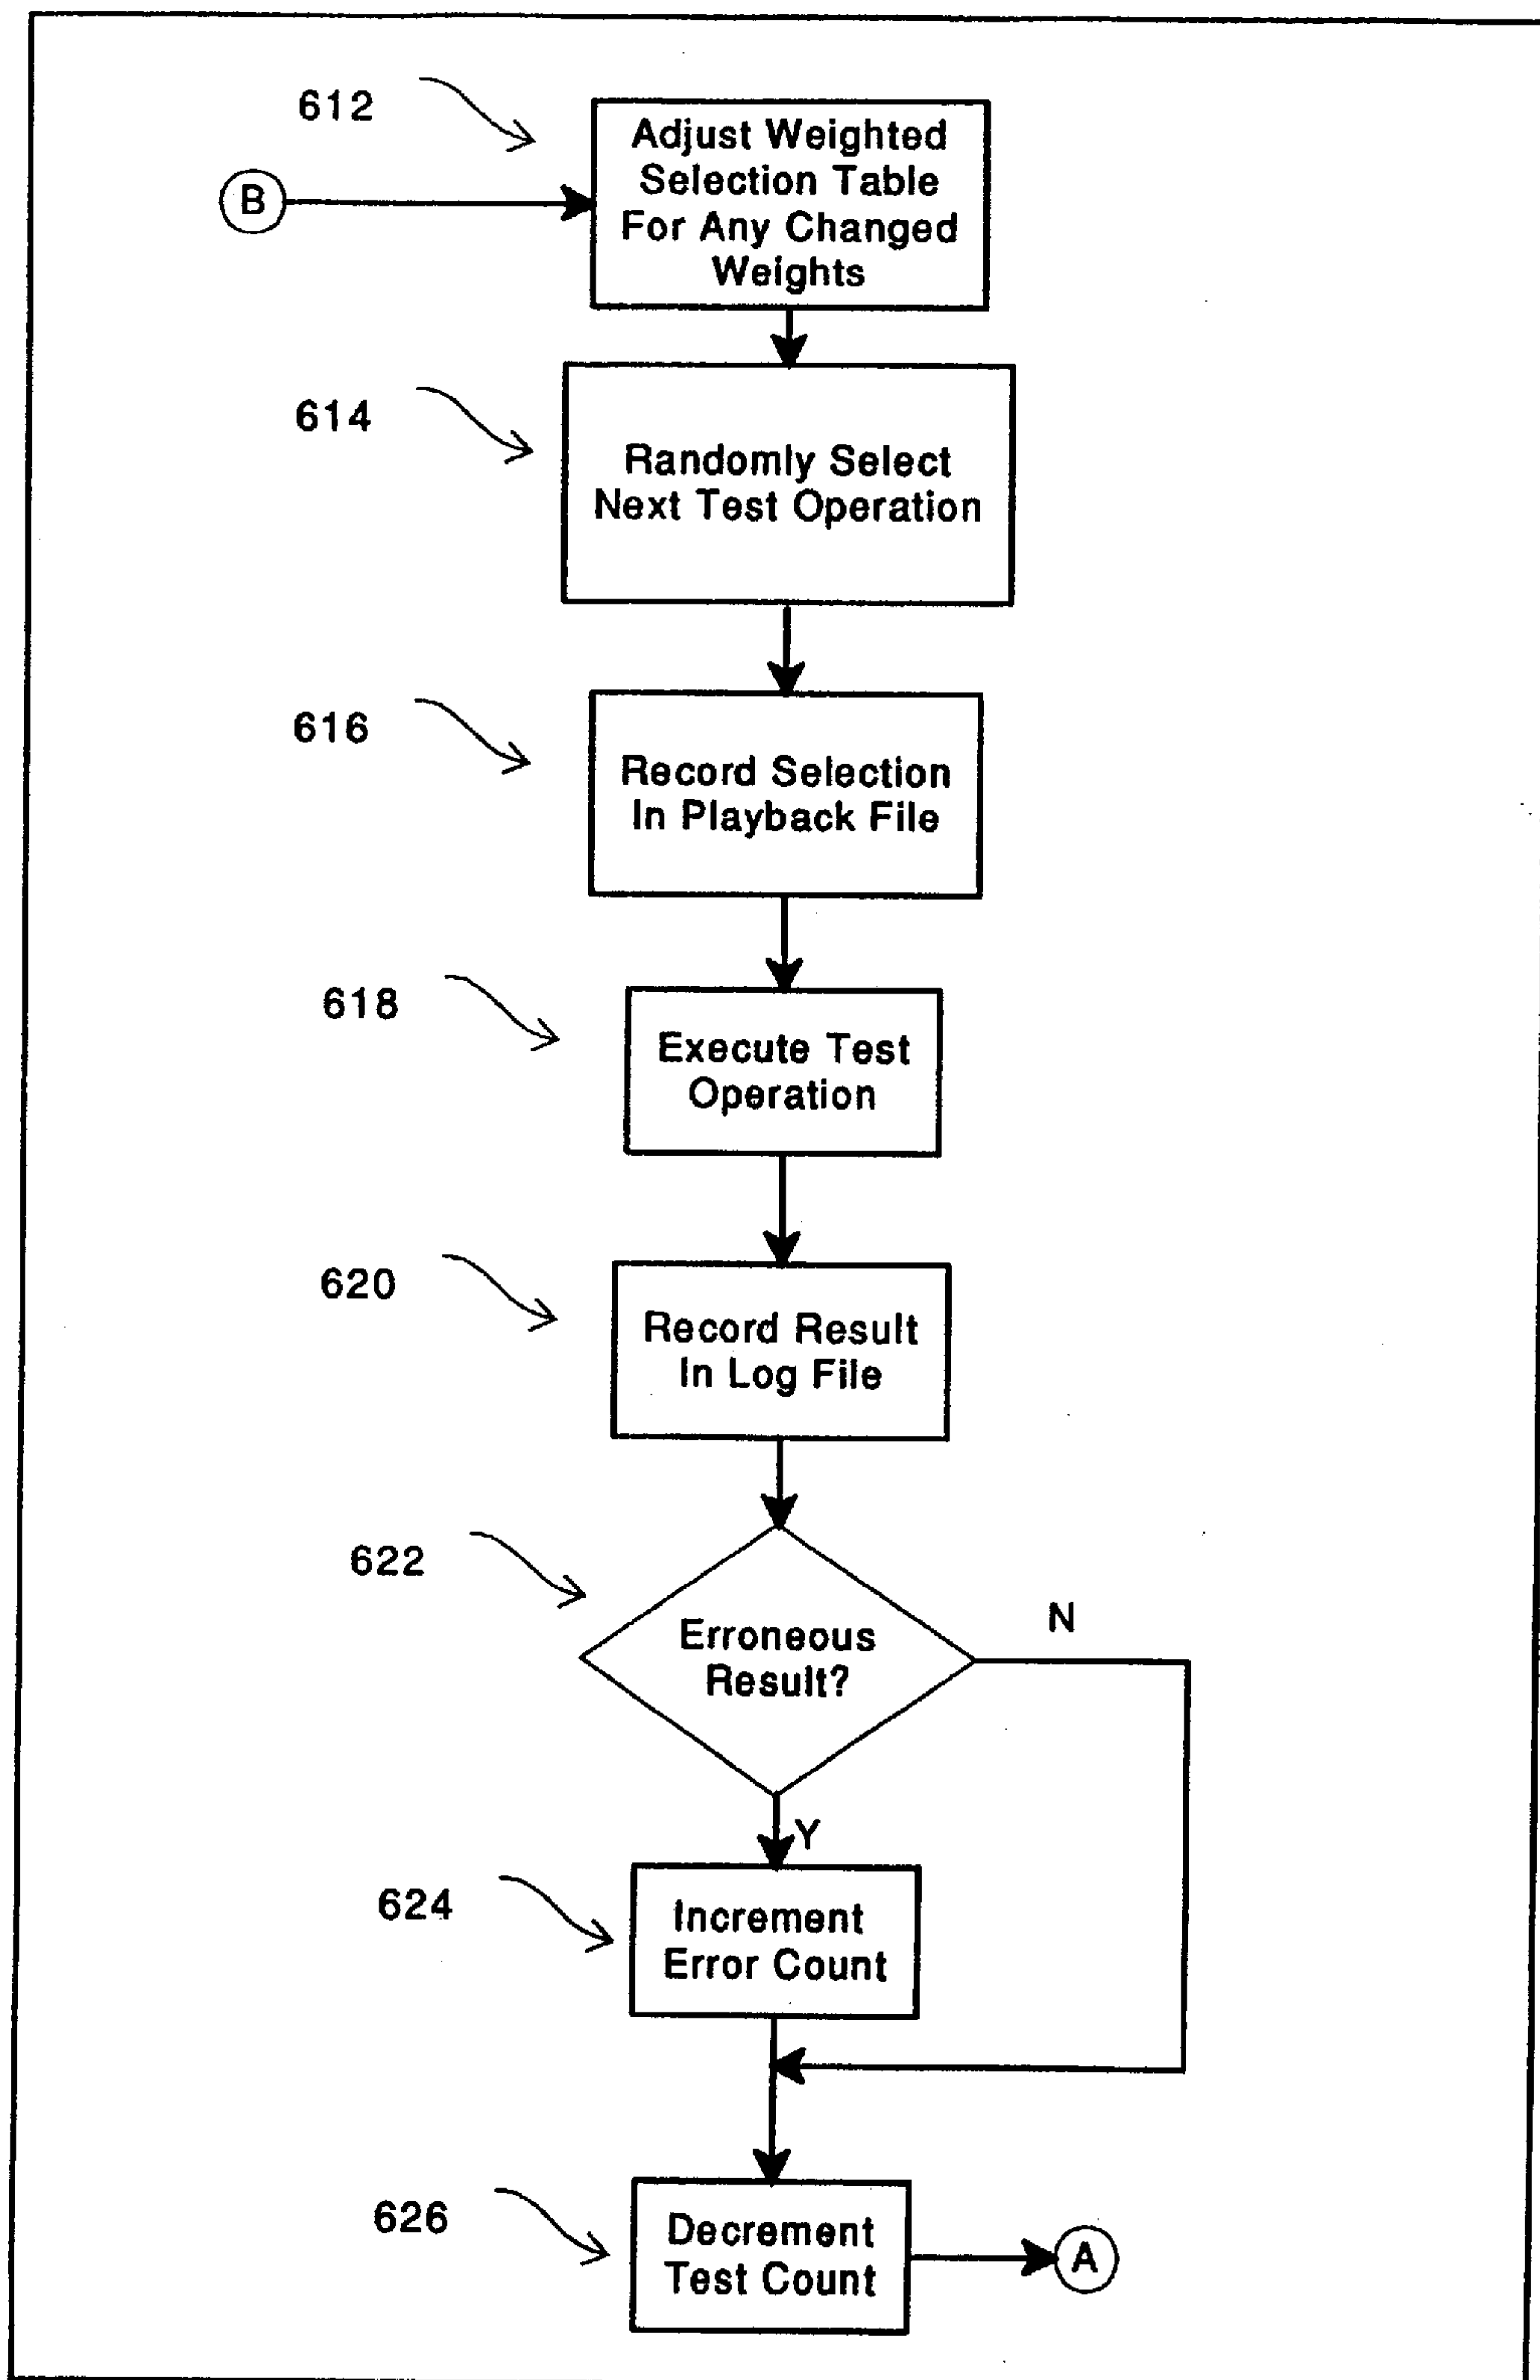 612
Adjust Weighted
Selection Table
For Any Changed
Weights
B
614
Randomly Select
Next Test Operation
616
Record Selection
In Playback File
618
Execute Test
Operation
620
Record Result
In Log File
622
Erroneous
Result?
N
Y
624
Increment
Error Count
626
Decrement
Test Count
A